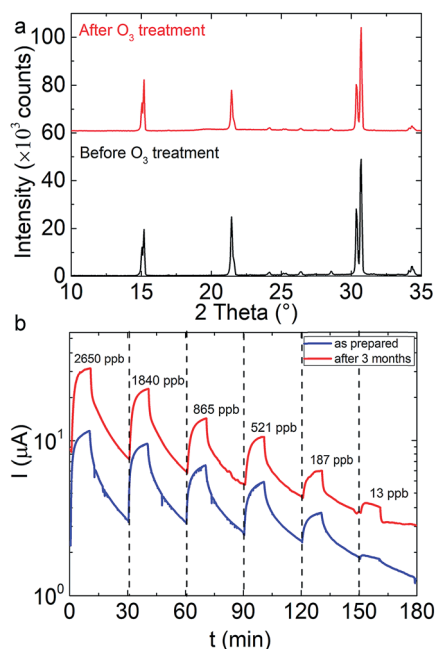 a
After O₃ treatment
Before O₃ treatment
Intensity (×10³ counts)
100
80
60
40
20
0
10 15 20 25 30 35
2 Theta (°)
b
as prepared
after 3 months
2650 ppb
1840 ppb
865 ppb
521 ppb
187 ppb
13 ppb
I (μA)
10¹
10⁰
0 30 60 90 120 150 180
t (min)